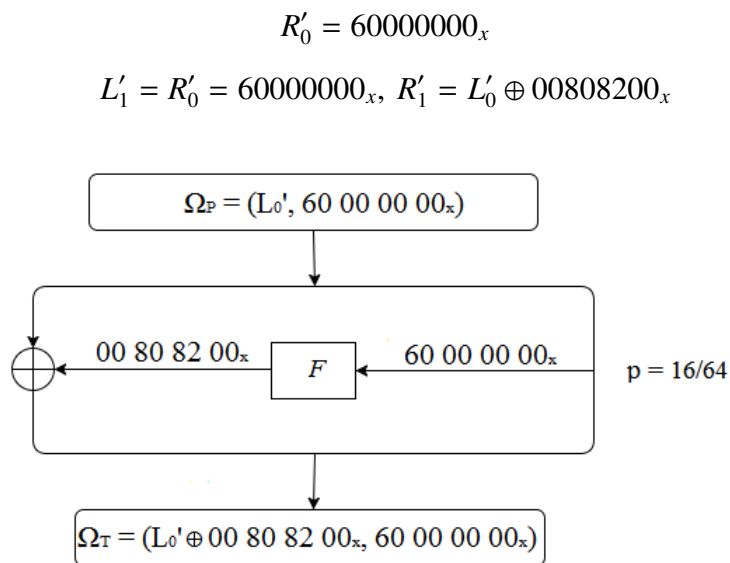 R′₀ = 60000000ₓ
L′₁ = R′₀ = 60000000ₓ, R′₁ = L′₀ ⊕ 00808200ₓ
Ωₚ = (L₀', 60 00 00 00ₓ)
00 80 82 00ₓ
F
60 00 00 00ₓ
p = 16/64
Ω_T = (L₀' ⊕ 00 80 82 00ₓ, 60 00 00 00ₓ)